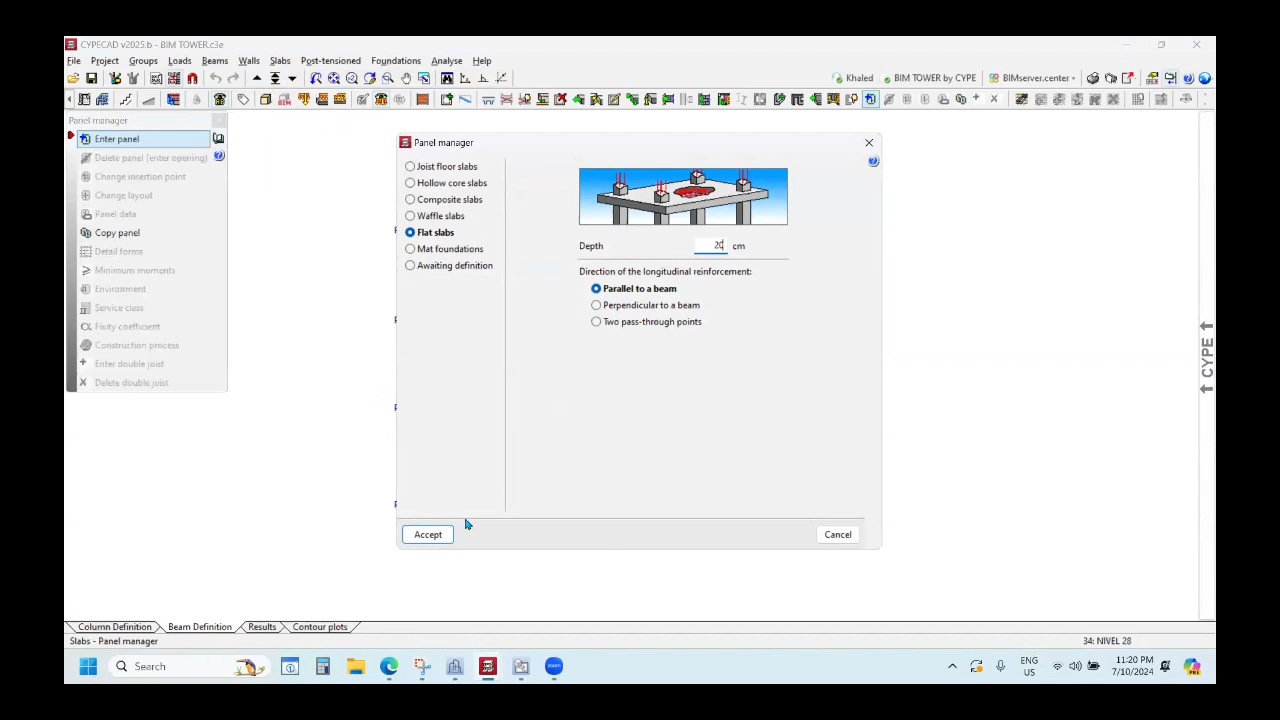 CYPECAD v2025.b - BIM TOWER.c3e
File Project Groups Loads Beams Walls Slabs Post-tensioned Foundations Analyse Help
Khaled BIM TOWER by CYPE BIMserver.center
Panel manager
Enter panel
Delete panel (enter opening)
Change insertion point
Change layout
Panel data
Copy panel
Detail forms
Minimum moments
Environment
Service class
Fixity coefficient
Construction process
Enter double joist
Delete double joist
Panel manager
Joist floor slabs
Hollow core slabs
Composite slabs
Waffle slabs
Flat slabs
Mat foundations
Awaiting definition
Depth 20 cm
Direction of the longitudinal reinforcement:
Parallel to a beam
Perpendicular to a beam
Two pass-through points
Accept Cancel
CYPE
Column Definition Beam Definition Results Contour plots
Slabs - Panel manager 34: NIVEL 28
Search
zoom
ENG
US
11:20 PM
7/10/2024
PRE